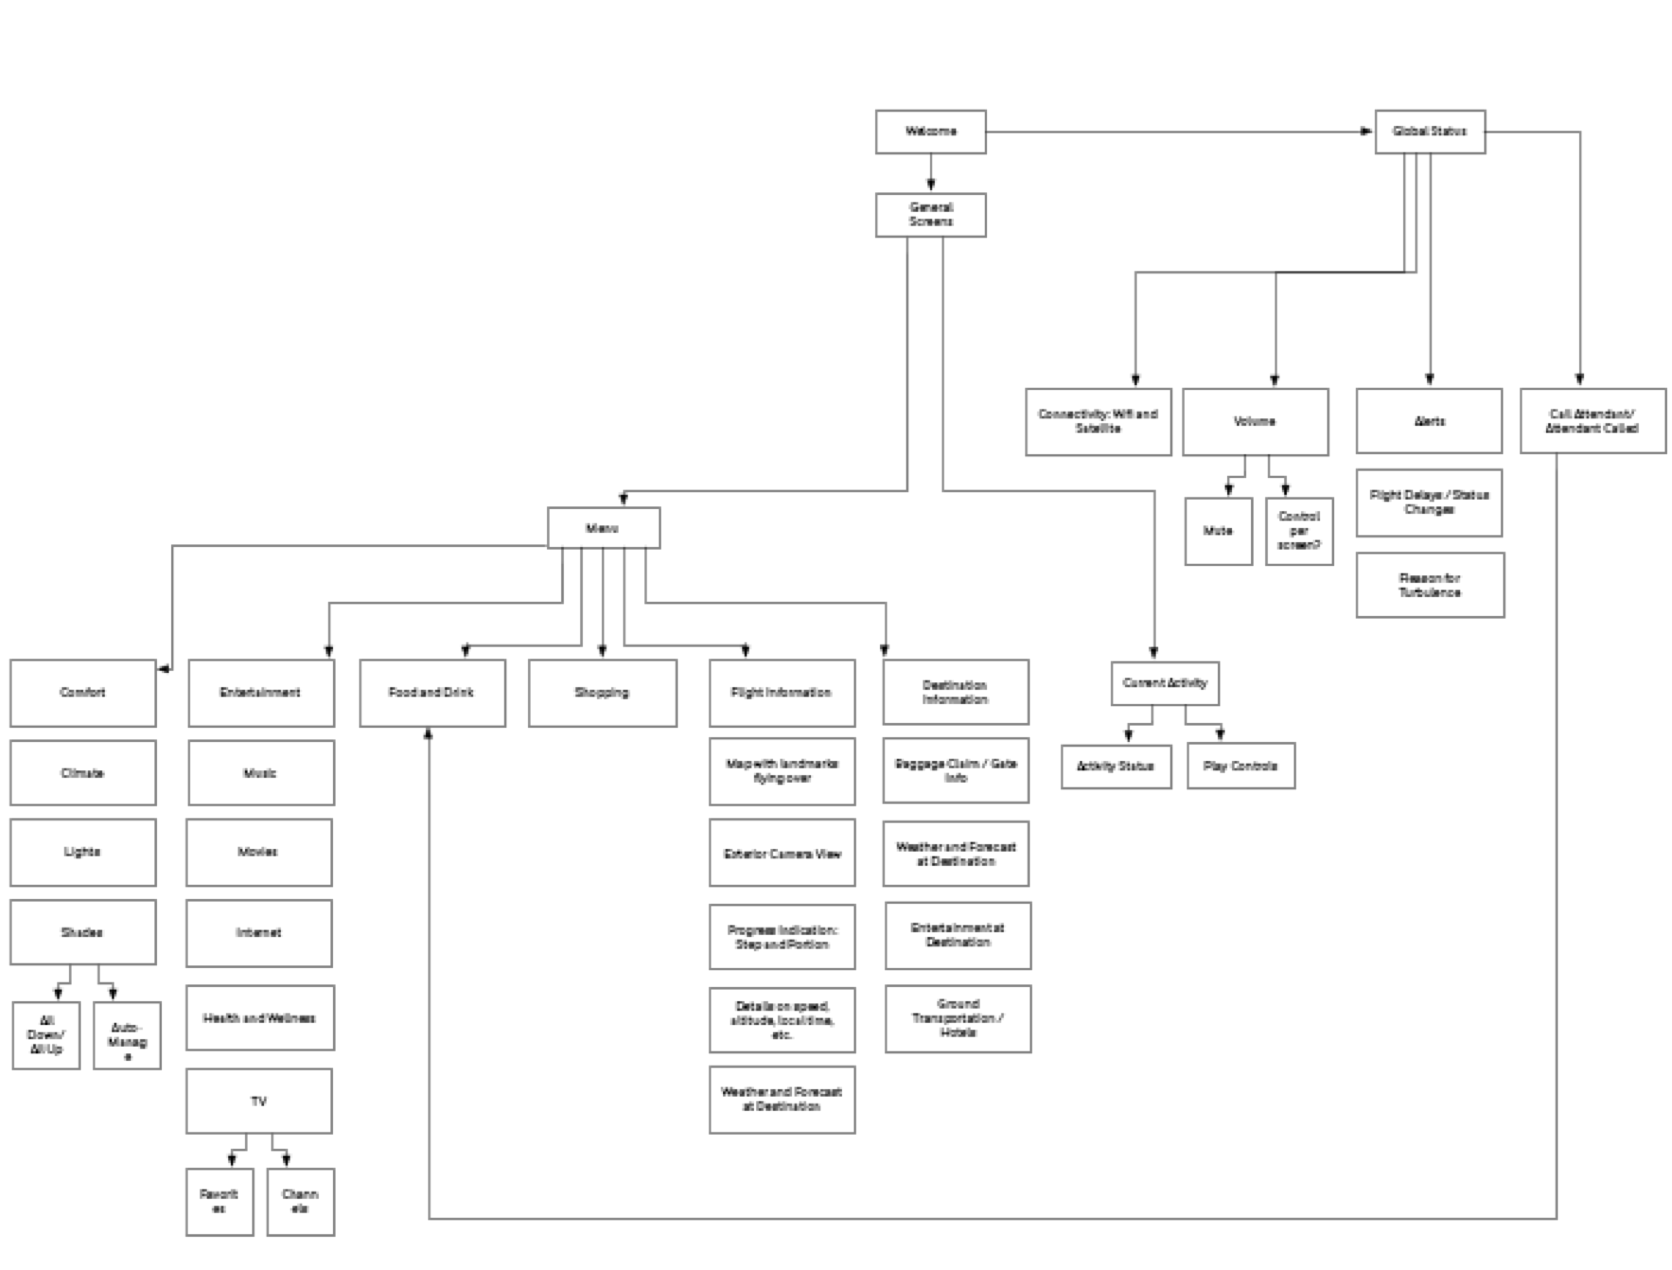 Welcome
Global Status
General
Screens
Connectivity: Wifi and
Satellite
Volume
Alerts
Call Attendant/
Attendant Called
Flight Delays / Status
Changes
Mute
Control
per
screen?
Menu
Reason for
Turbulence
Comfort
Entertainment
Food and Drink
Shopping
Flight Information
Destination
Information
Current Activity
Climate
Music
Map with landmarks
flying over
Baggage Claim / Gate
Info
Activity Status
Play Controls
Lights
Movies
Exterior Camera View
Weather and Forecast
at Destination
Shades
Internet
Progress Indication:
Step and Portion
Entertainment at
Destination
All
Down/
All Up
Auto-
Manag
e
Health and Wellness
Details on speed,
altitude, local time,
etc.
Ground
Transportation /
Hotels
TV
Weather and Forecast
at Destination
Favorit
es
Chann
els